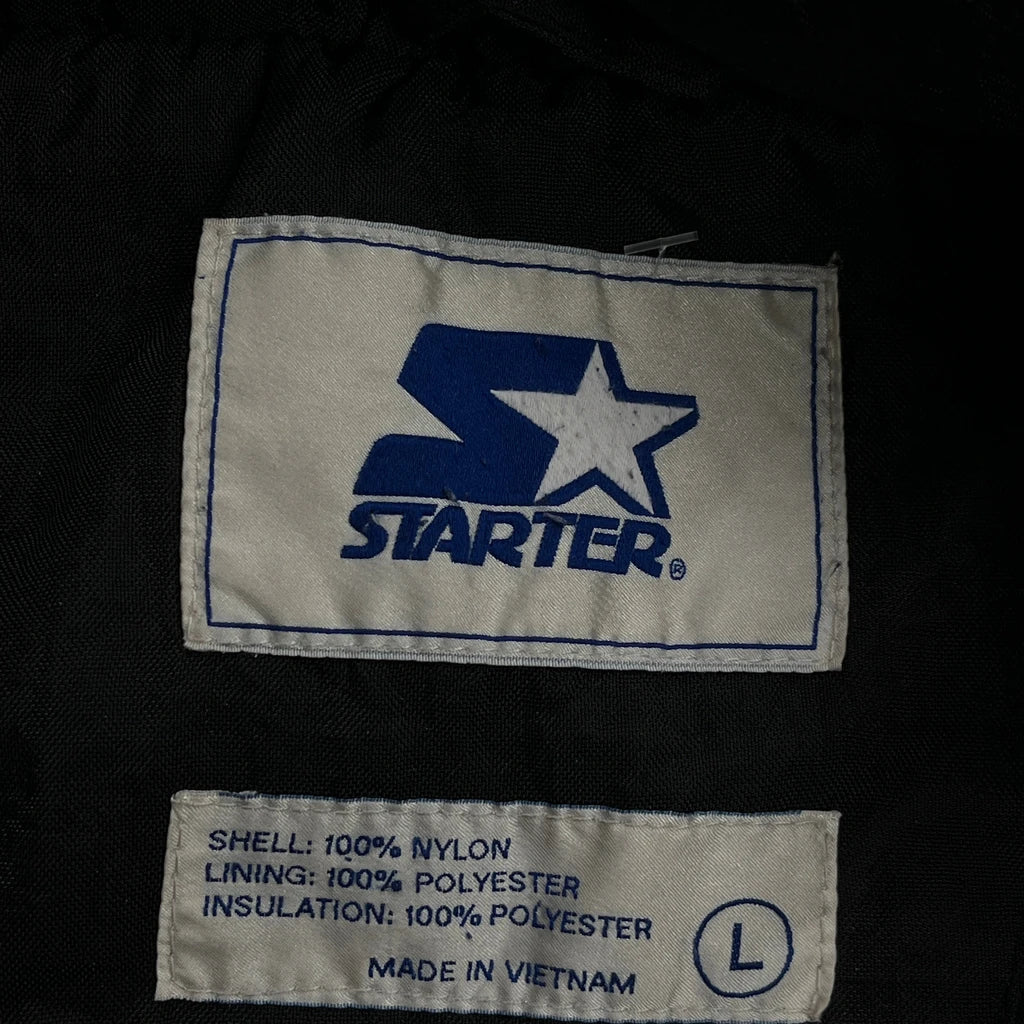 STARTER®
SHELL: 100% NYLON
LINING: 100% POLYESTER
INSULATION: 100% POLYESTER
MADE IN VIETNAM
L